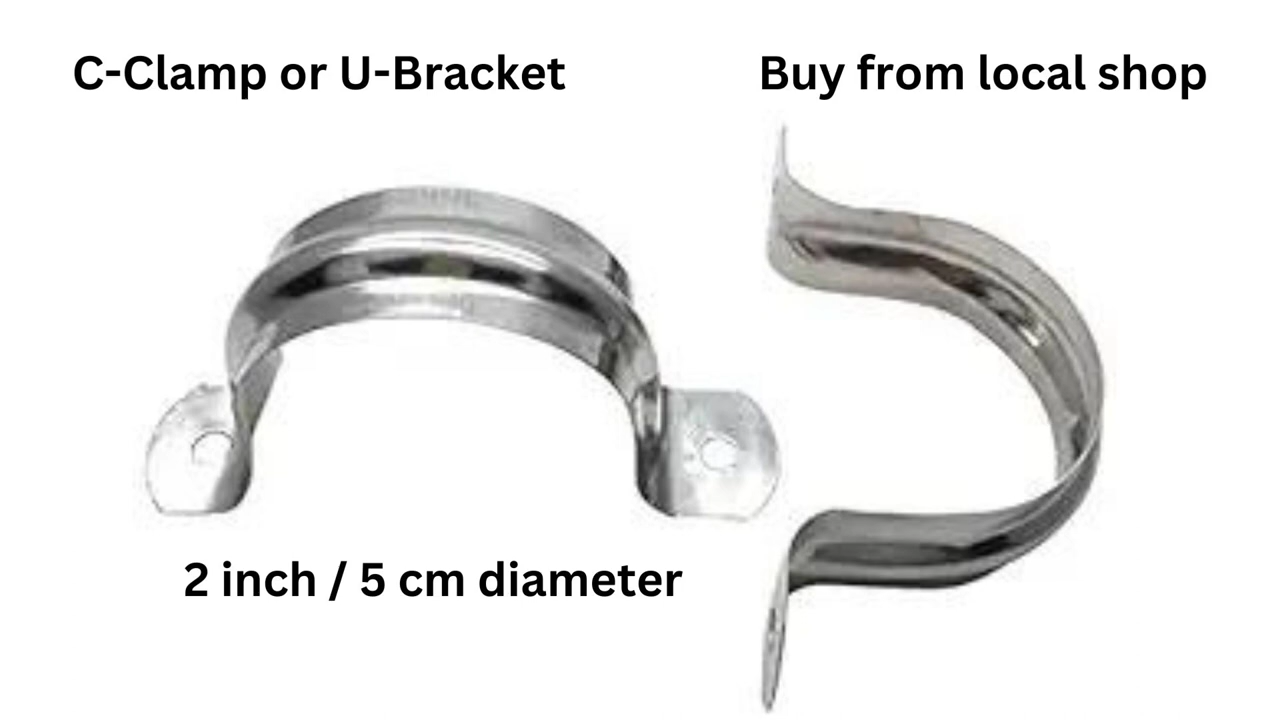 C-Clamp or U-Bracket
Buy from local shop
2 inch / 5 cm diameter